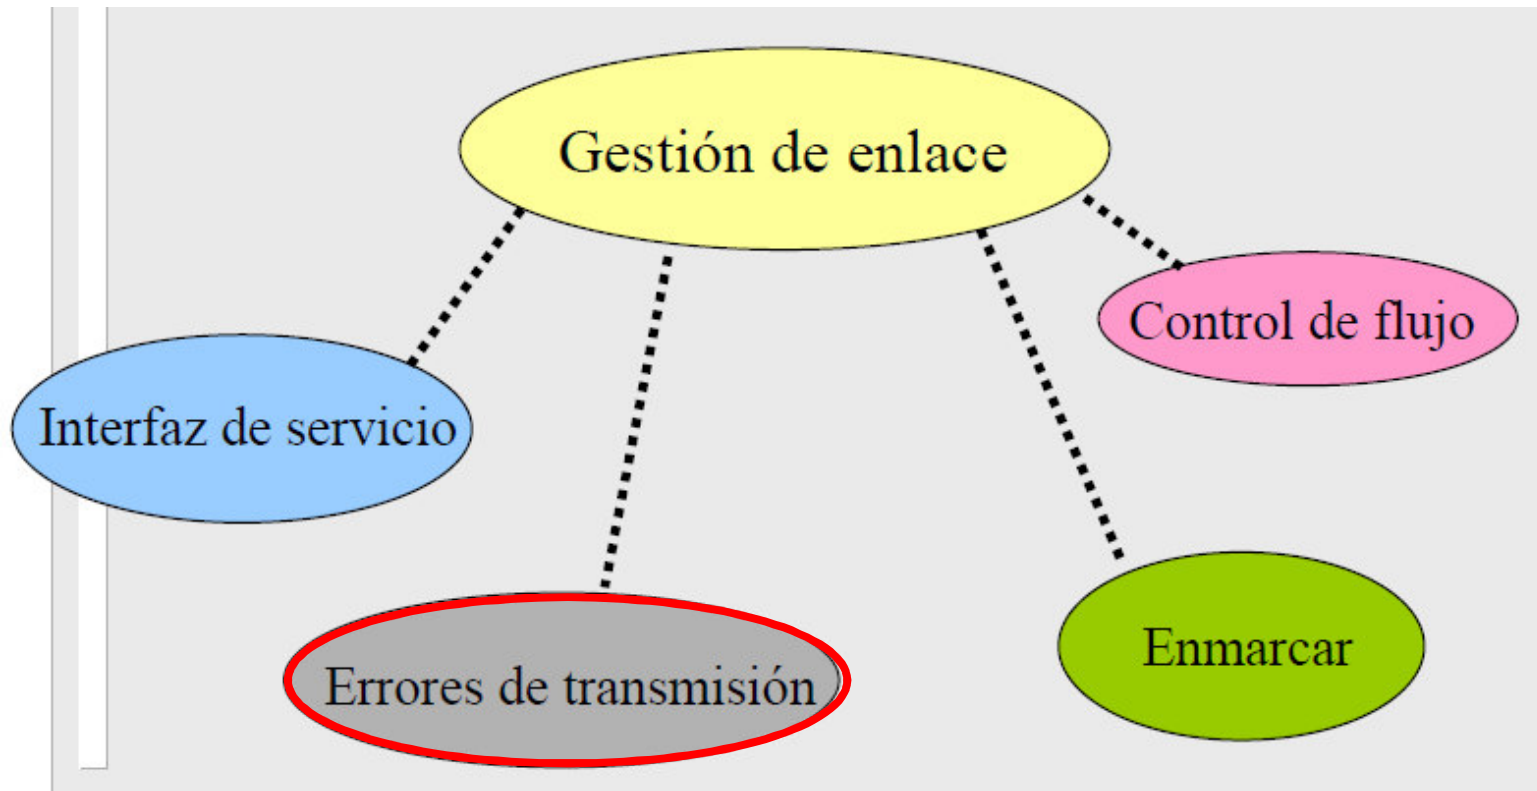 Gestión de enlace
Control de flujo
Interfaz de servicio
Enmarcar
Errores de transmisión